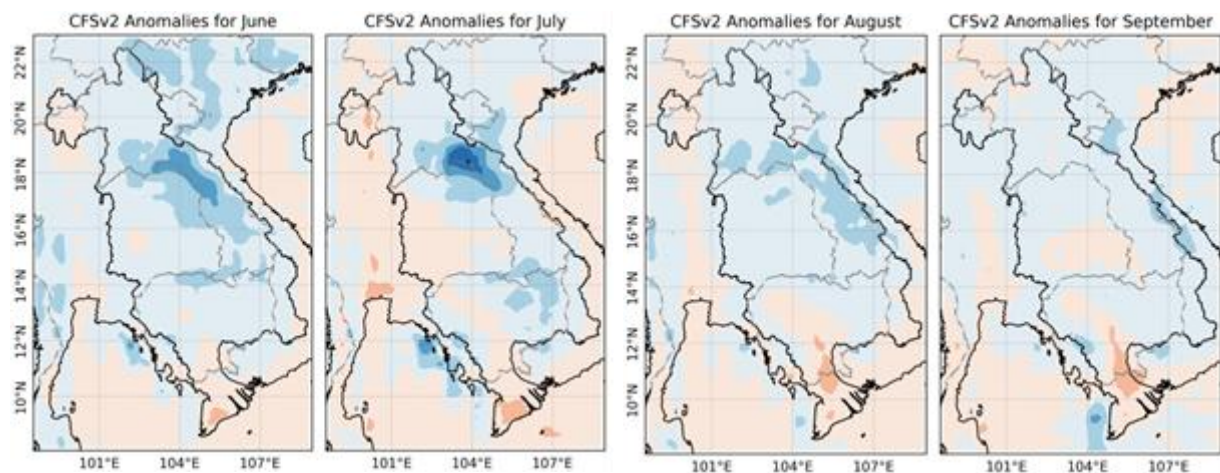 CFSv2 Anomalies for June
CFSv2 Anomalies for July
CFSv2 Anomalies for August
CFSv2 Anomalies for September
22°N
20°N
18°N
16°N
14°N
12°N
10°N
22°N
20°N
18°N
16°N
14°N
12°N
10°N
101°E 104°E 107°E
101°E 104°E 107°E
101°E 104°E 107°E
101°E 104°E 107°E